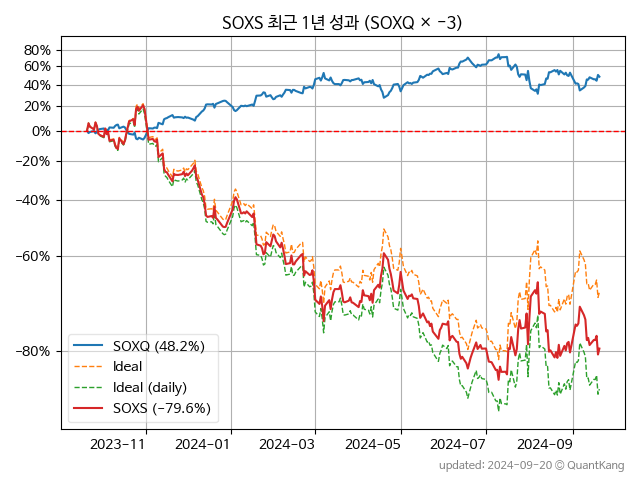 SOXS 최근 1년 성과 (SOXQ × −3)
80%
60%
40%
20%
0%
−20%
−40%
−60%
−80%
SOXQ (48.2%)
Ideal
Ideal (daily)
SOXS (−79.6%)
2023−11
2024−01
2024−03
2024−05
2024−07
2024−09
updated: 2024−09−20 ⓒ QuantKang